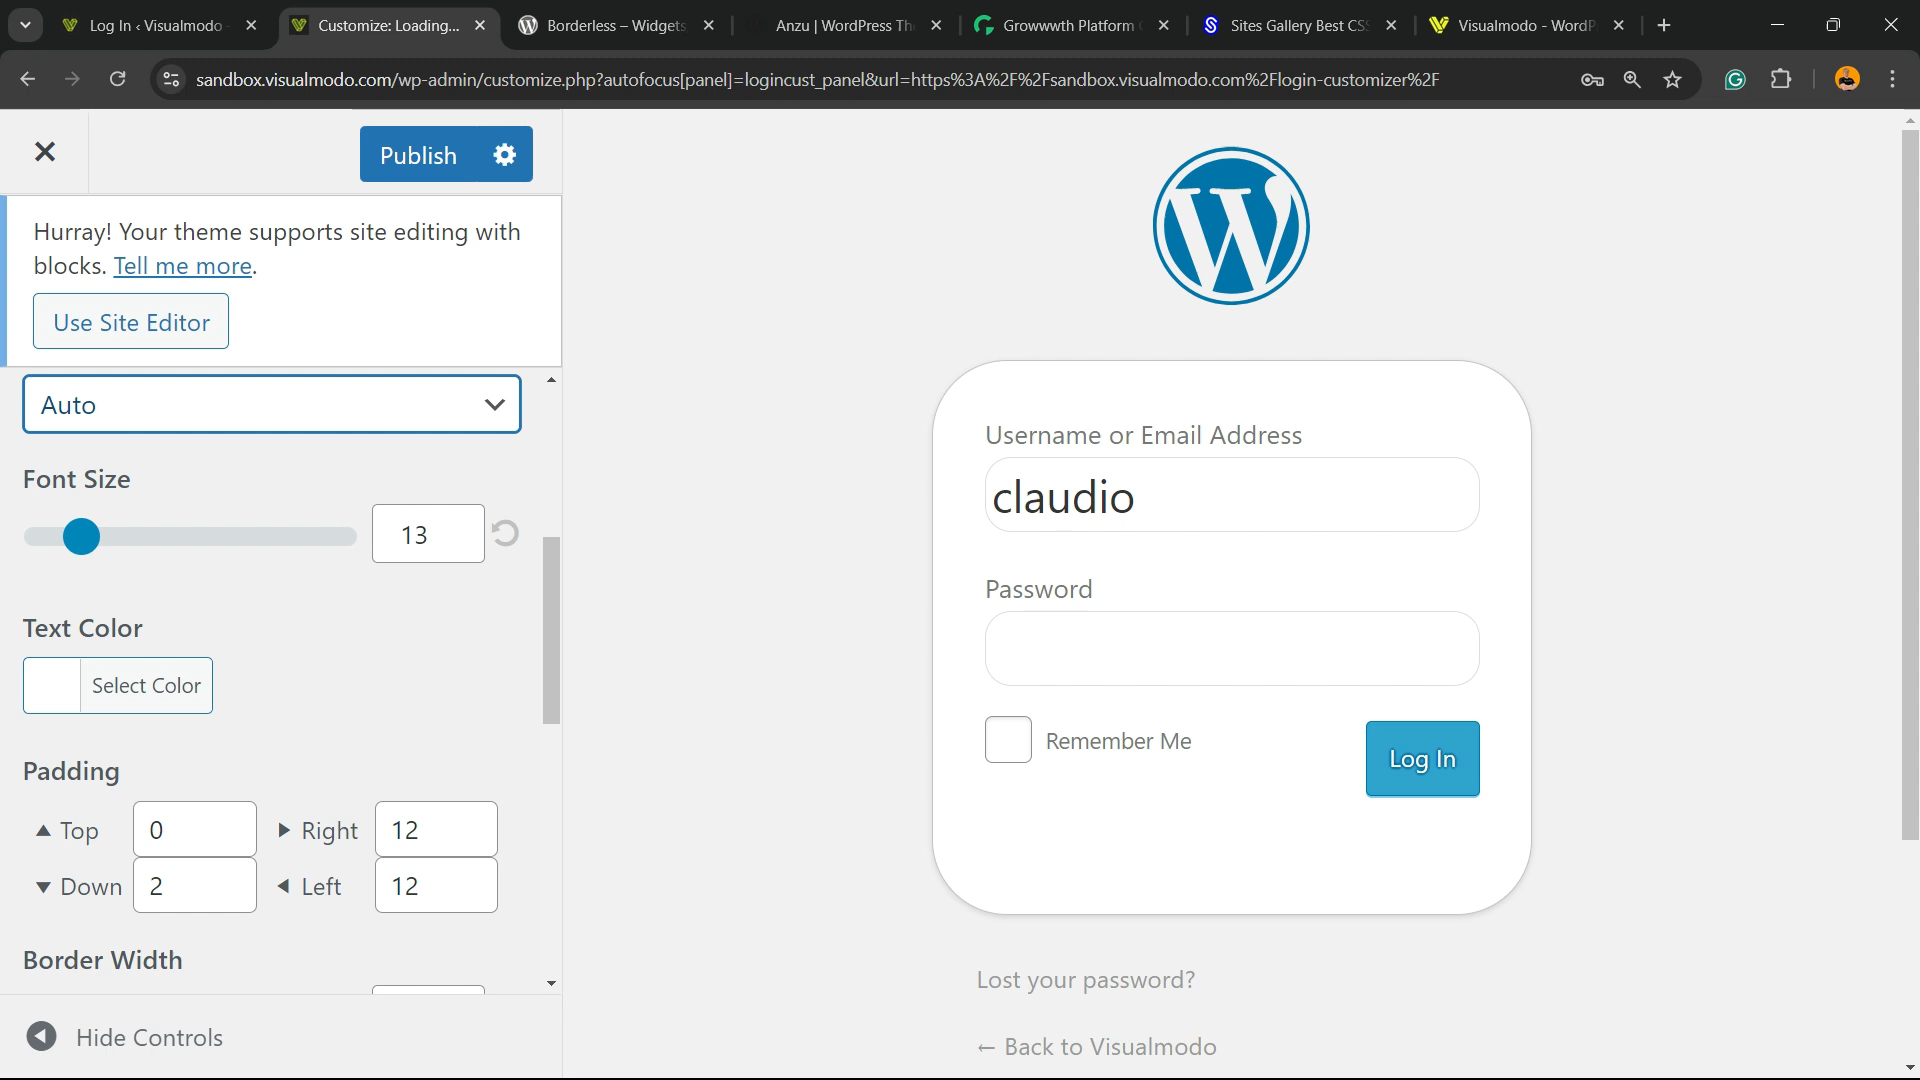 Log In ‹ Visualmodo
Customize: Loading...
Borderless – Widgets
Anzu | WordPress Th
Growwwth Platform
Sites Gallery Best CSS
Visualmodo - WordP
sandbox.visualmodo.com/wp-admin/customize.php?autofocus[panel]=logincust_panel&url=https%3A%2F%2Fsandbox.visualmodo.com%2Flogin-customizer%2F
Publish
Hurray! Your theme supports site editing with
blocks. Tell me more.
Use Site Editor
Auto
Font Size
13
Text Color
Select Color
Padding
Top 0 Right 12
Down 2 Left 12
Border Width
Hide Controls
Username or Email Address
claudio
Password
Remember Me
Log In
Lost your password?
← Back to Visualmodo